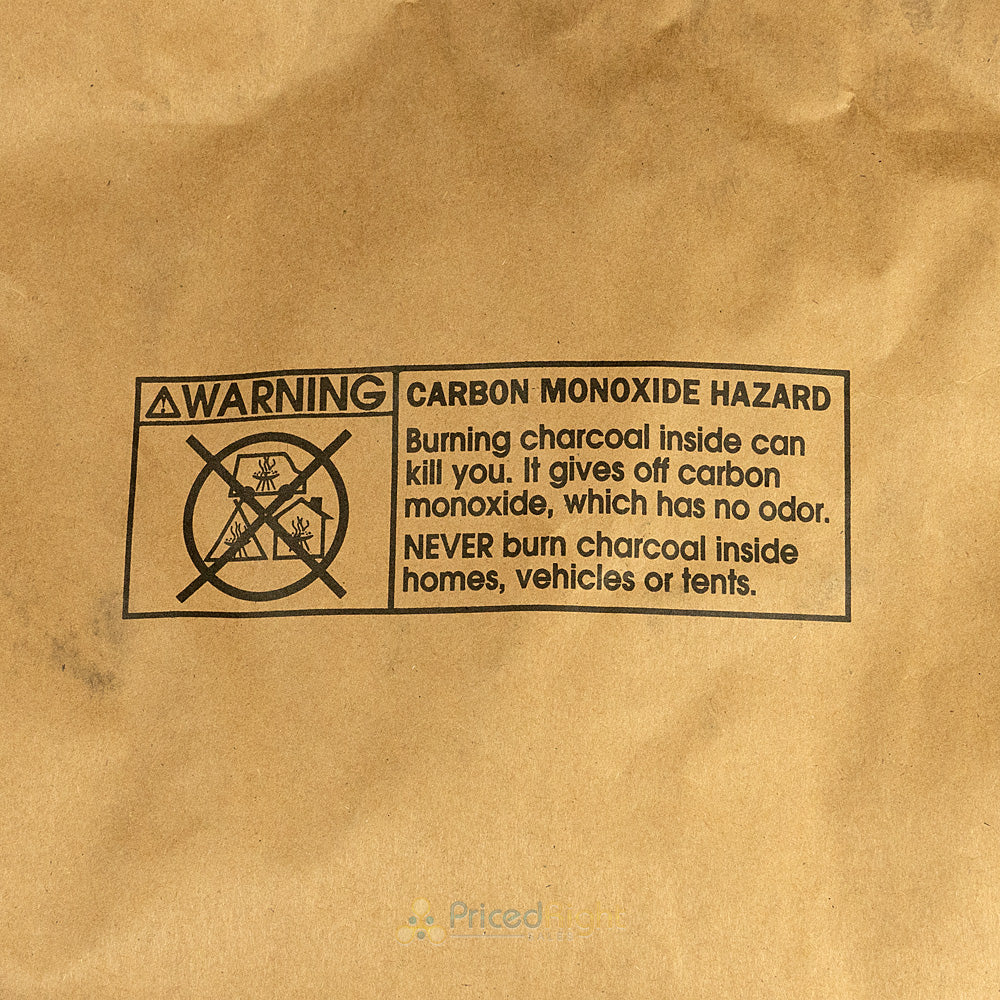 WARNING
CARBON MONOXIDE HAZARD
Burning charcoal inside can
kill you. It gives off carbon
monoxide, which has no odor.
NEVER burn charcoal inside
homes, vehicles or tents.
PricedRight